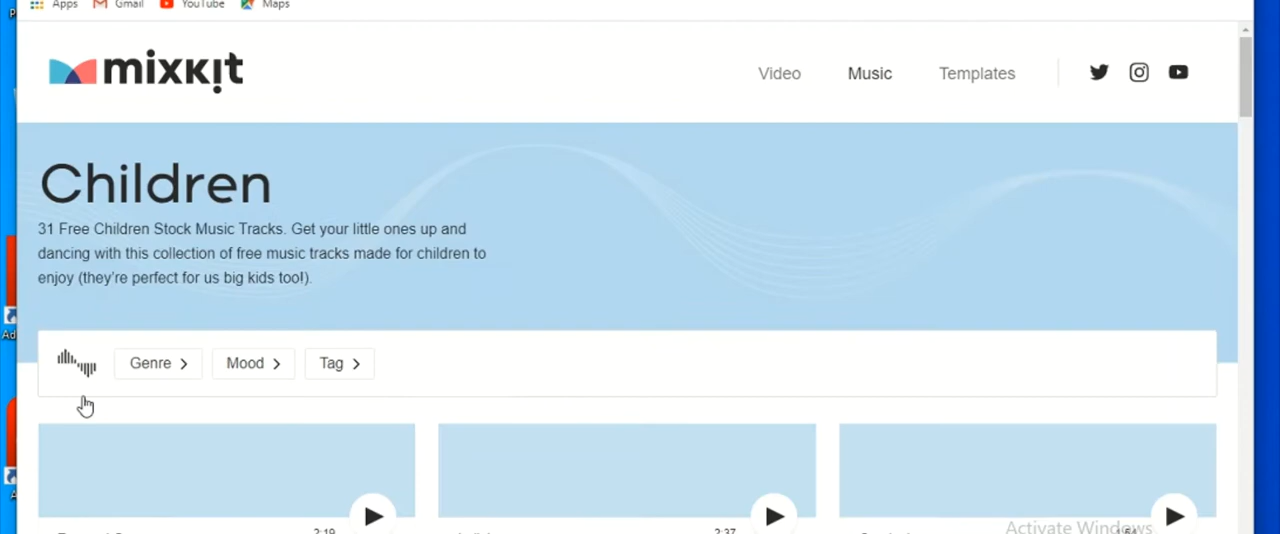 Apps Gmail YouTube Maps
mixkit
Video Music Templates
Children
31 Free Children Stock Music Tracks. Get your little ones up and
dancing with this collection of free music tracks made for children to
enjoy (they're perfect for us big kids too!).
Genre Mood Tag
2:19 2:37 1:54
Activate Windows